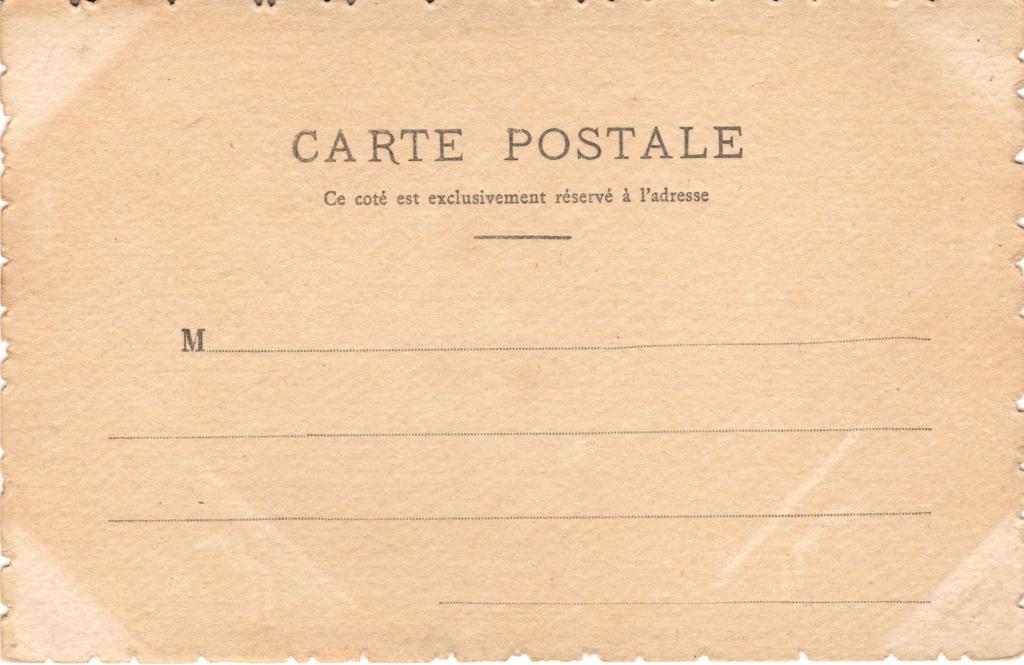 CARTE POSTALE
Ce coté est exclusivement réservé à l'adresse
M